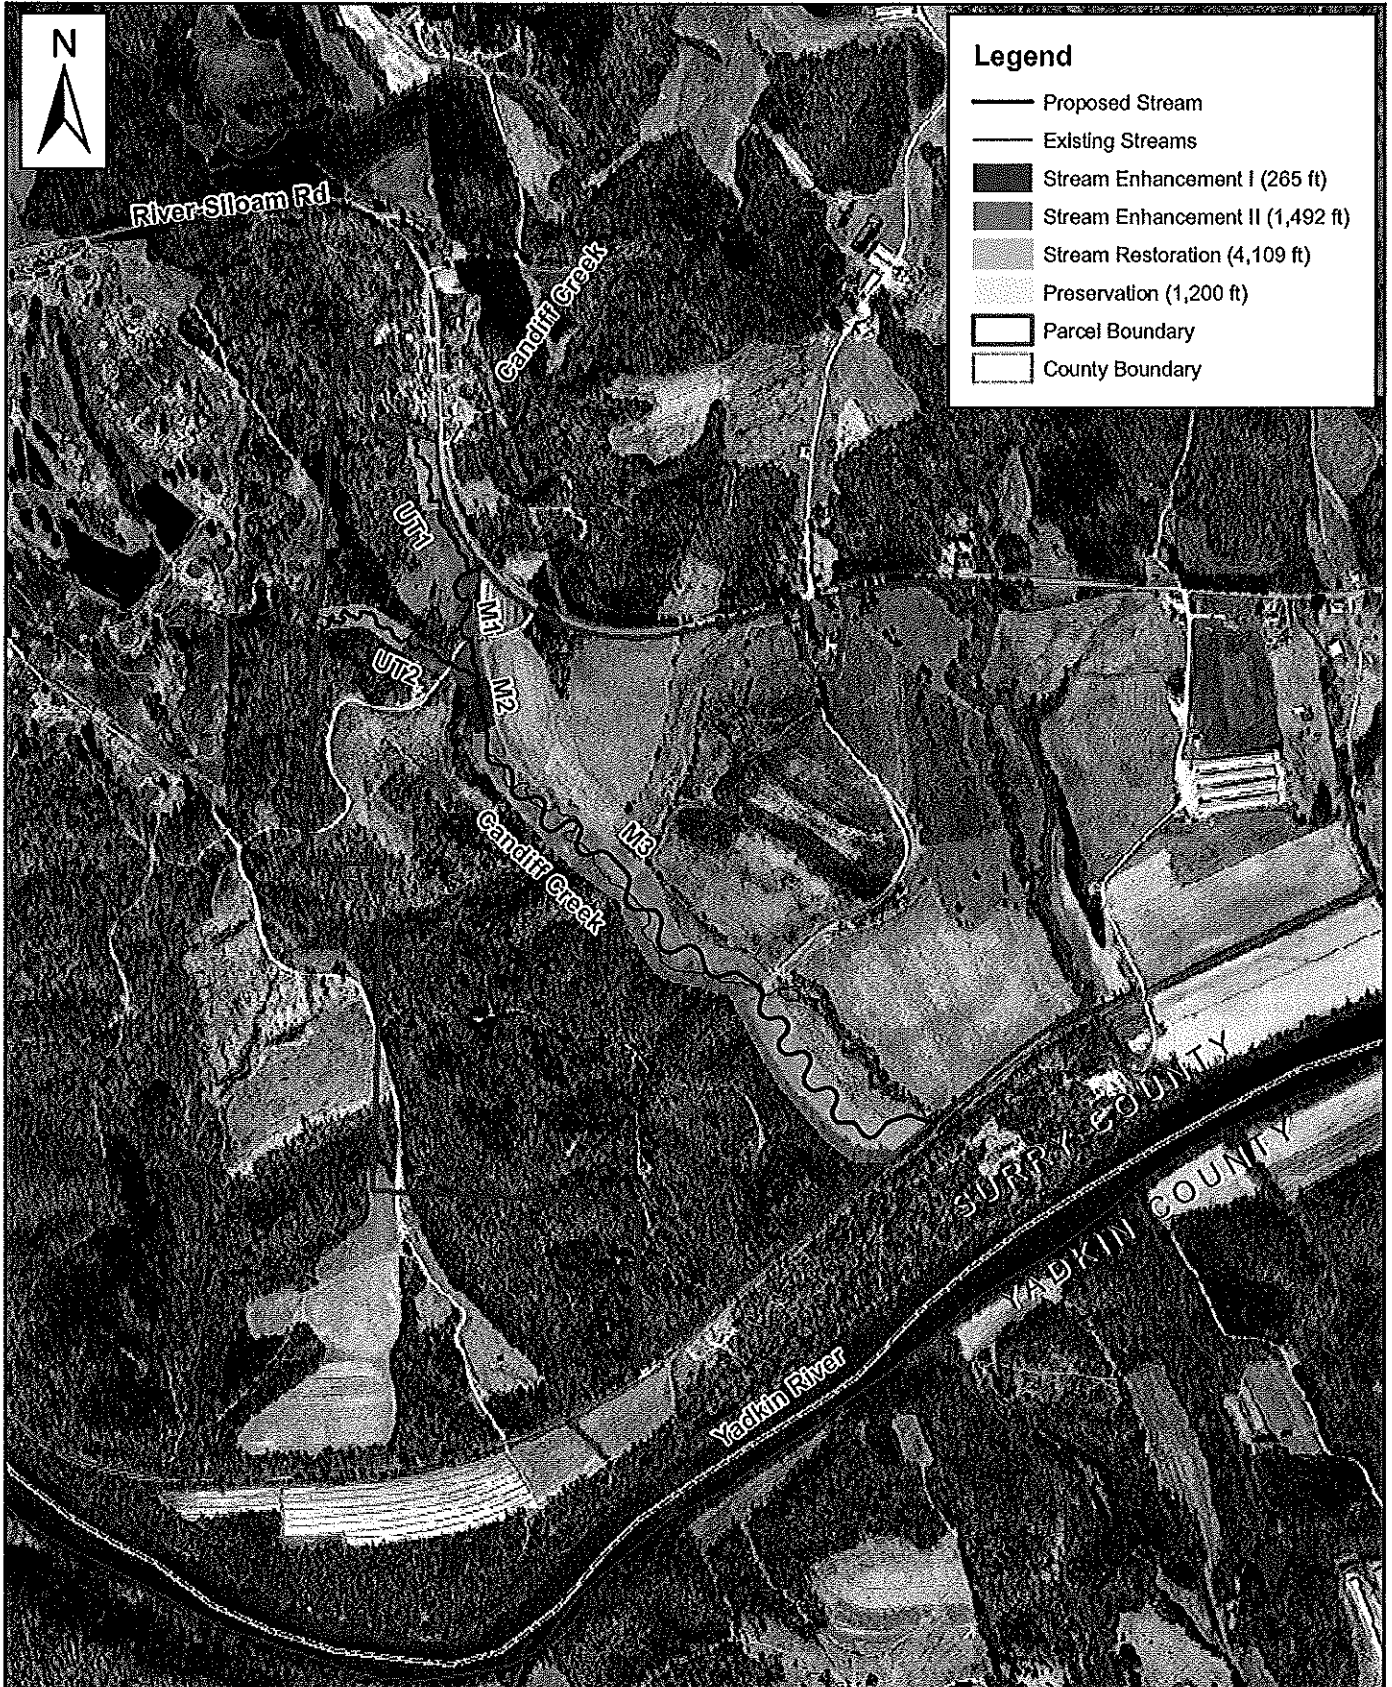 N
Legend
Proposed Stream
Existing Streams
Stream Enhancement I (265 ft)
Stream Enhancement II (1,492 ft)
Stream Restoration (4,109 ft)
Preservation (1,200 ft)
Parcel Boundary
County Boundary
River-Siloam Rd
Candiff Creek
UT1
M1
UT2
M2
M3
Candiff Creek
SURRY COUNTY
YADKIN COUNTY
Yadkin River